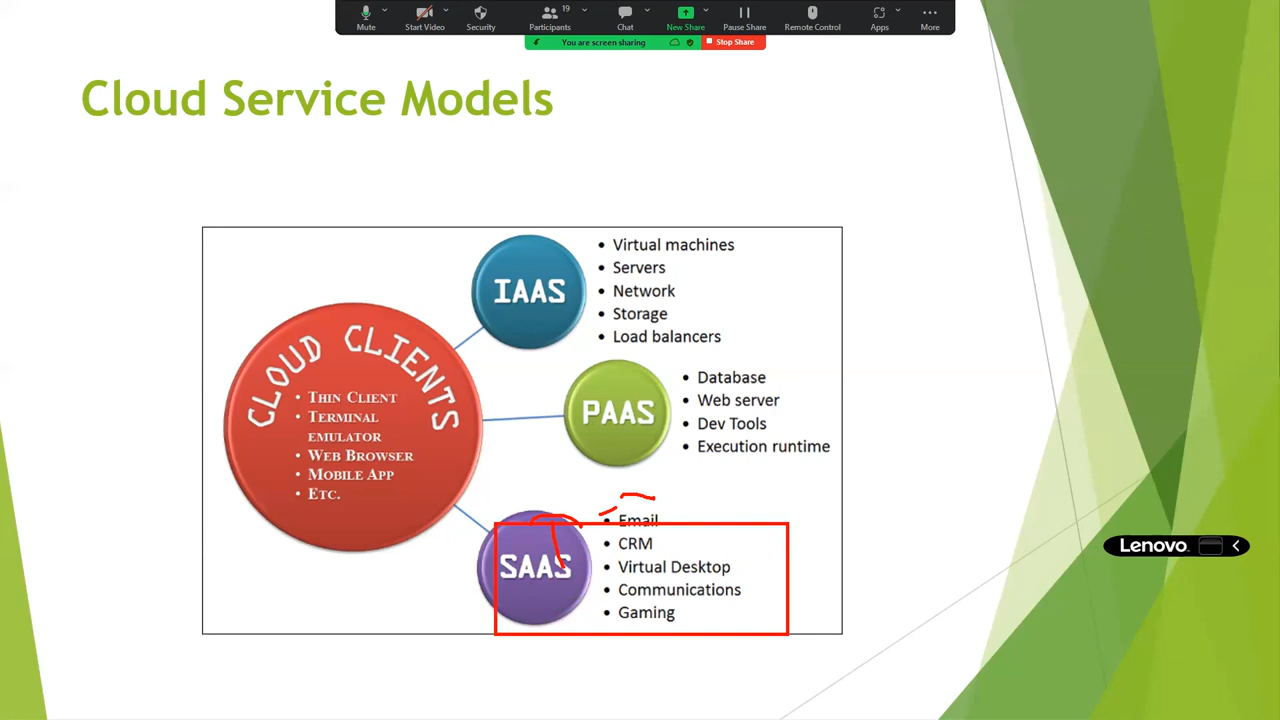 19
Mute
Start Video
Security
Participants
Chat
New Share
Pause Share
Remote Control
Apps
More
You are screen sharing
Stop Share
Cloud Service Models
CLOUD CLIENTS
• THIN CLIENT
• TERMINAL
EMULATOR
• WEB BROWSER
• MOBILE APP
• ETC.
IAAS
• Virtual machines
• Servers
• Network
• Storage
• Load balancers
PAAS
• Database
• Web server
• Dev Tools
• Execution runtime
SAAS
• Email
• CRM
• Virtual Desktop
• Communications
• Gaming
Lenovo